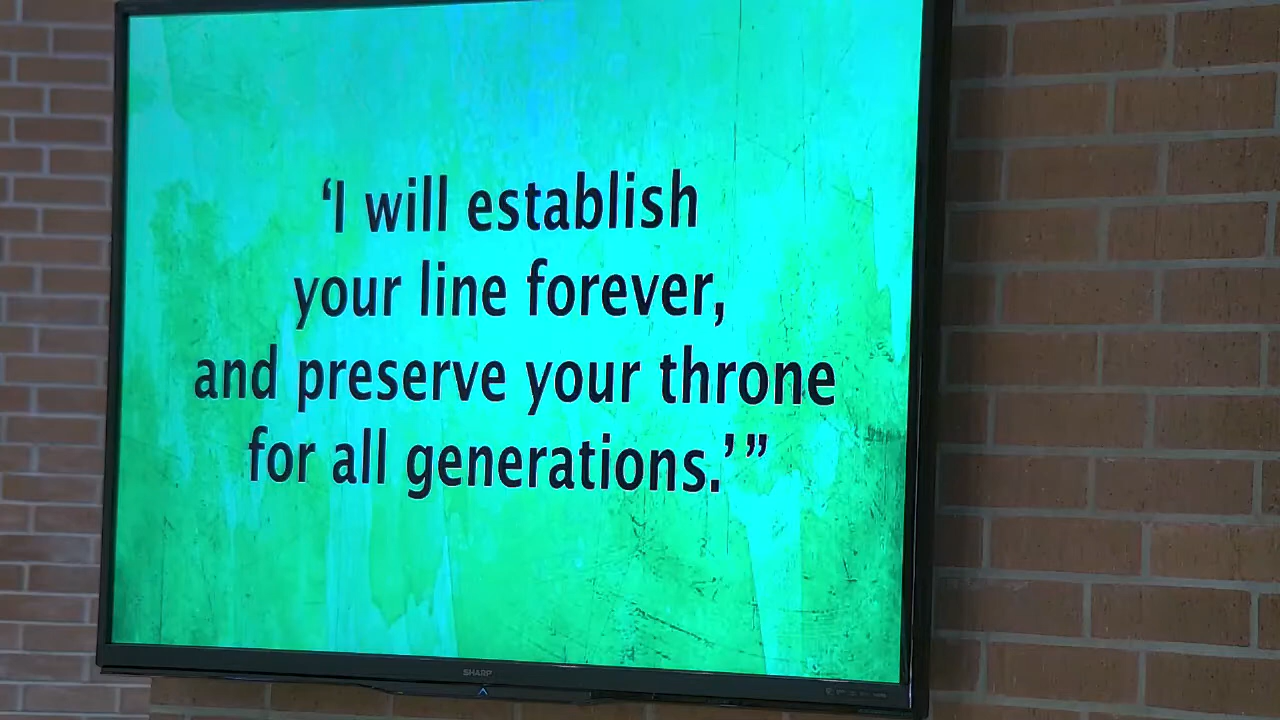 ‘I will establish
your line forever,
and preserve your throne
for all generations.’”
SHARP